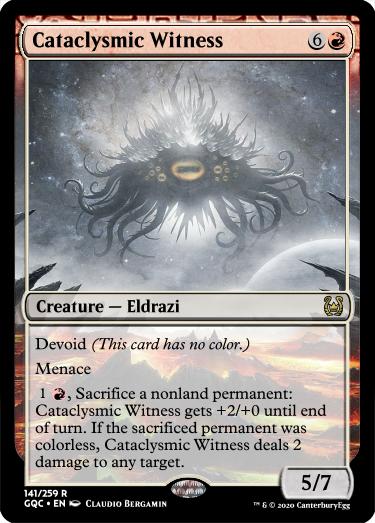 Cataclysmic Witness 6
Creature — Eldrazi
Devoid (This card has no color.)
Menace
1 , Sacrifice a nonland permanent:
Cataclysmic Witness gets +2/+0 until end
of turn. If the sacrificed permanent was
colorless, Cataclysmic Witness deals 2
damage to any target.
5/7
141/259 R
GQC • EN Claudio Bergamin
™ & © 2020 CanterburyEgg